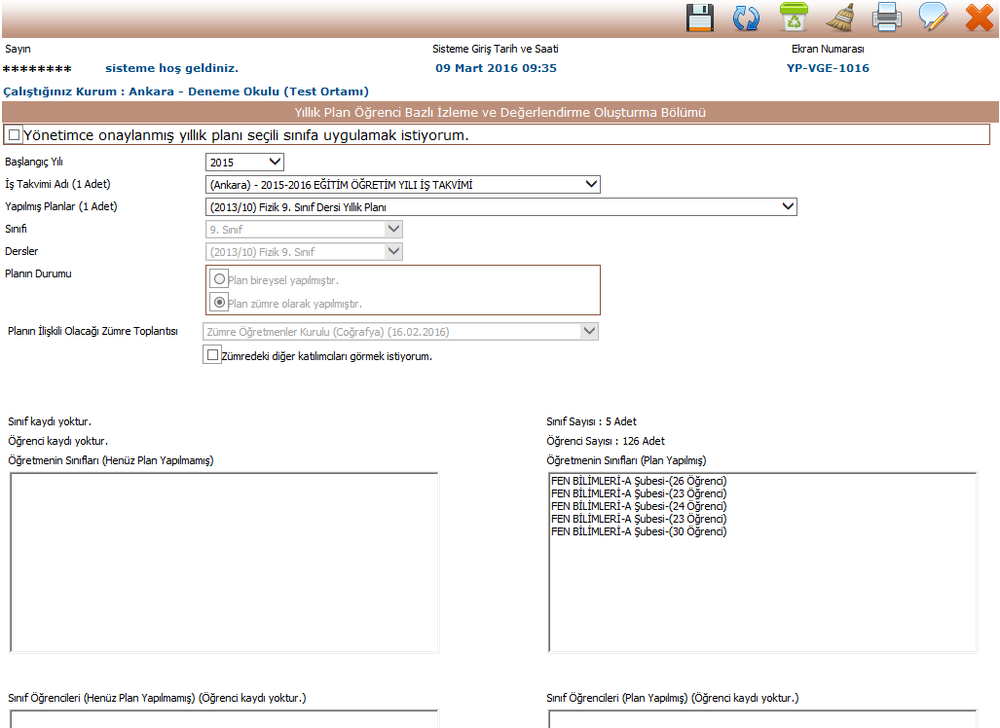 Sayın
Sisteme Giriş Tarih ve Saati
Ekran Numarası
******** sisteme hoş geldiniz.
09 Mart 2016 09:35
YP-VGE-1016
Çalıştığınız Kurum : Ankara - Deneme Okulu (Test Ortamı)
Yıllık Plan Öğrenci Bazlı İzleme ve Değerlendirme Oluşturma Bölümü
Yönetimce onaylanmış yıllık planı seçili sınıfa uygulamak istiyorum.
Başlangıç Yılı
2015
İş Takvimi Adı (1 Adet)
(Ankara) - 2015-2016 EĞİTİM ÖĞRETİM YILI İŞ TAKVİMİ
Yapılmış Planlar (1 Adet)
(2013/10) Fizik 9. Sınıf Dersi Yıllık Planı
Sınıfı
9. Sınıf
Dersler
(2013/10) Fizik 9. Sınıf
Planın Durumu
Plan bireysel yapılmıştır.
Plan zümre olarak yapılmıştır.
Planın İlişkili Olacağı Zümre Toplantısı
Zümre Öğretmenler Kurulu (Coğrafya) (16.02.2016)
Zümredeki diğer katılımcıları görmek istiyorum.
Sınıf kaydı yoktur.
Öğrenci kaydı yoktur.
Öğretmenin Sınıfları (Henüz Plan Yapılmamış)
Sınıf Sayısı : 5 Adet
Öğrenci Sayısı : 126 Adet
Öğretmenin Sınıfları (Plan Yapılmış)
FEN BİLİMLERİ-A Şubesi-(26 Öğrenci)
FEN BİLİMLERİ-A Şubesi-(23 Öğrenci)
FEN BİLİMLERİ-A Şubesi-(24 Öğrenci)
FEN BİLİMLERİ-A Şubesi-(23 Öğrenci)
FEN BİLİMLERİ-A Şubesi-(30 Öğrenci)
Sınıf Öğrencileri (Henüz Plan Yapılmamış) (Öğrenci kaydı yoktur.)
Sınıf Öğrencileri (Plan Yapılmış) (Öğrenci kaydı yoktur.)